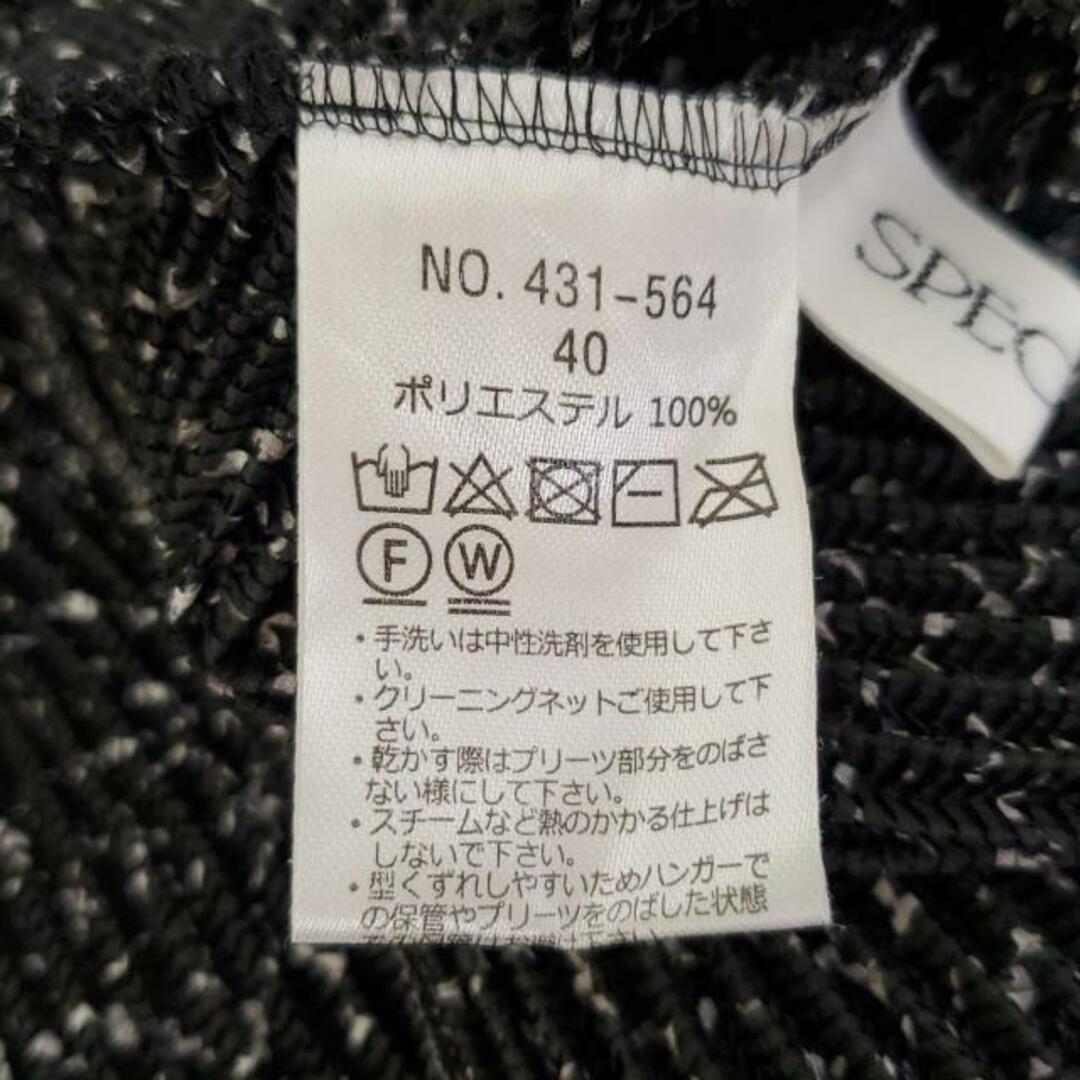 NO. 431-564
40
ポリエステル 100%
F W
・手洗いは中性洗剤を使用して下さ
い。
・クリーニングネットご使用して下
さい。
・乾かす際はプリーツ部分をのばさ
ない様にして下さい。
・スチームなど熱のかかる仕上げは
しないで下さい。
・型くずれしやすいためハンガーで
の保管やプリーツをのばした状態
SPEC